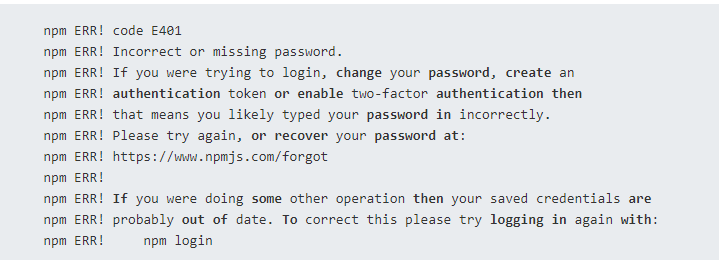 npm ERR! code E401
npm ERR! Incorrect or missing password.
npm ERR! If you were trying to login, change your password, create an
npm ERR! authentication token or enable two-factor authentication then
npm ERR! that means you likely typed your password in incorrectly.
npm ERR! Please try again, or recover your password at:
npm ERR! https://www.npmjs.com/forgot
npm ERR!
npm ERR! If you were doing some other operation then your saved credentials are
npm ERR! probably out of date. To correct this please try logging in again with:
npm ERR!     npm login